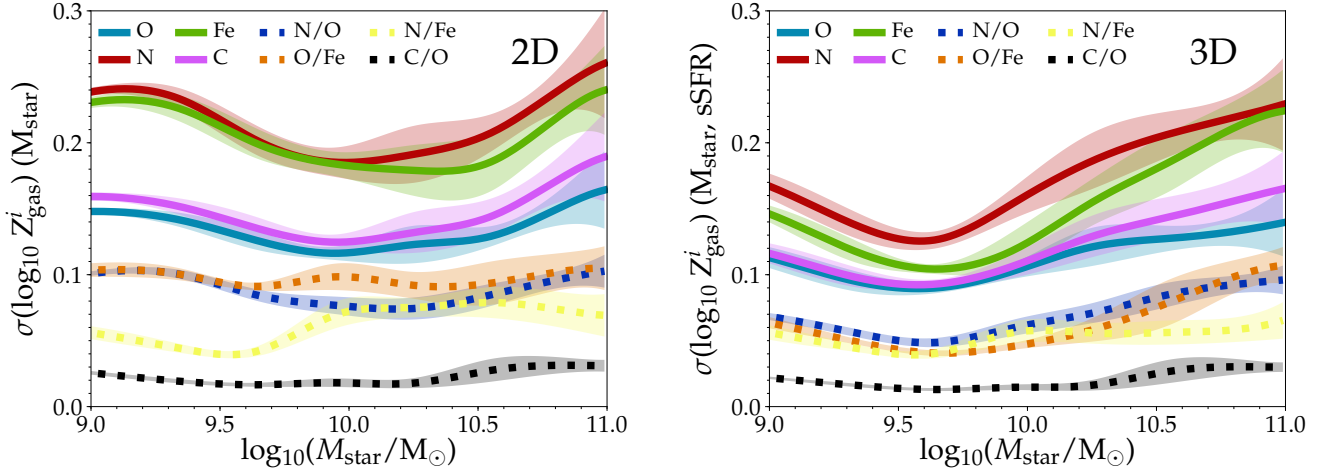 0.3
0.2
0.1
0.0
σ(log₁₀ Zⁱgas) (Mstar)
O Fe N/O N/Fe
N C O/Fe C/O
2D
9.0 9.5 10.0 10.5 11.0
log₁₀(Mstar/M⊙)
0.3
0.2
0.1
0.0
σ(log₁₀ Zⁱgas) (Mstar, sSFR)
O Fe N/O N/Fe
N C O/Fe C/O
3D
9.0 9.5 10.0 10.5 11.0
log₁₀(Mstar/M⊙)